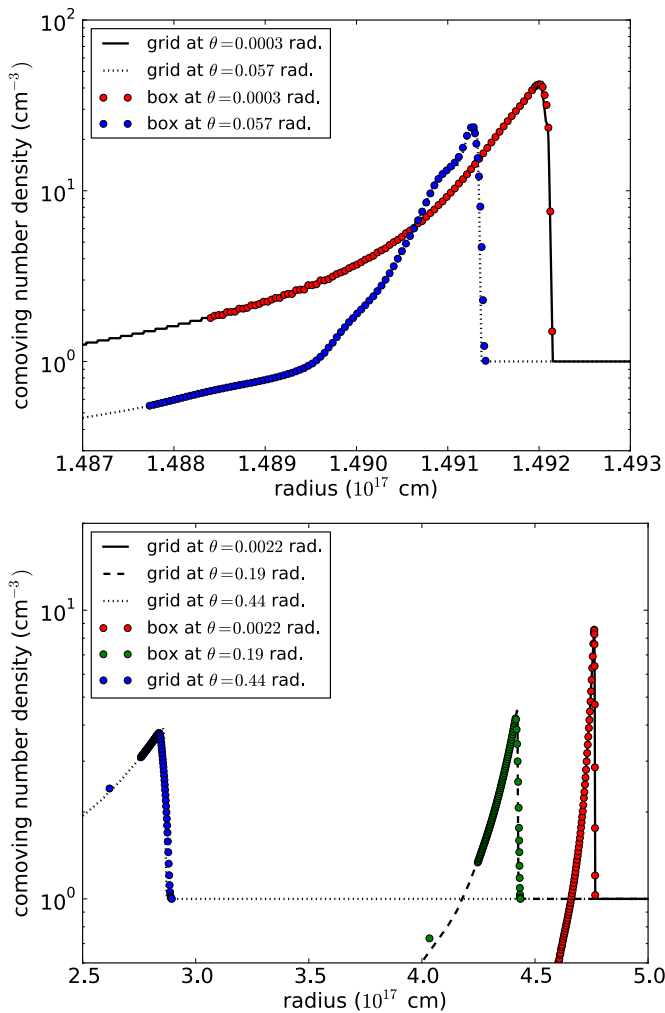 comoving number density (cm⁻³)
10²
10¹
10⁰
grid at θ=0.0003 rad.
grid at θ=0.057 rad.
box at θ=0.0003 rad.
box at θ=0.057 rad.
1.487 1.488 1.489 1.490 1.491 1.492 1.493
radius (10¹⁷ cm)
comoving number density (cm⁻³)
10¹
10⁰
grid at θ=0.0022 rad.
grid at θ=0.19 rad.
grid at θ=0.44 rad.
box at θ=0.0022 rad.
box at θ=0.19 rad.
grid at θ=0.44 rad.
2.5 3.0 3.5 4.0 4.5 5.0
radius (10¹⁷ cm)